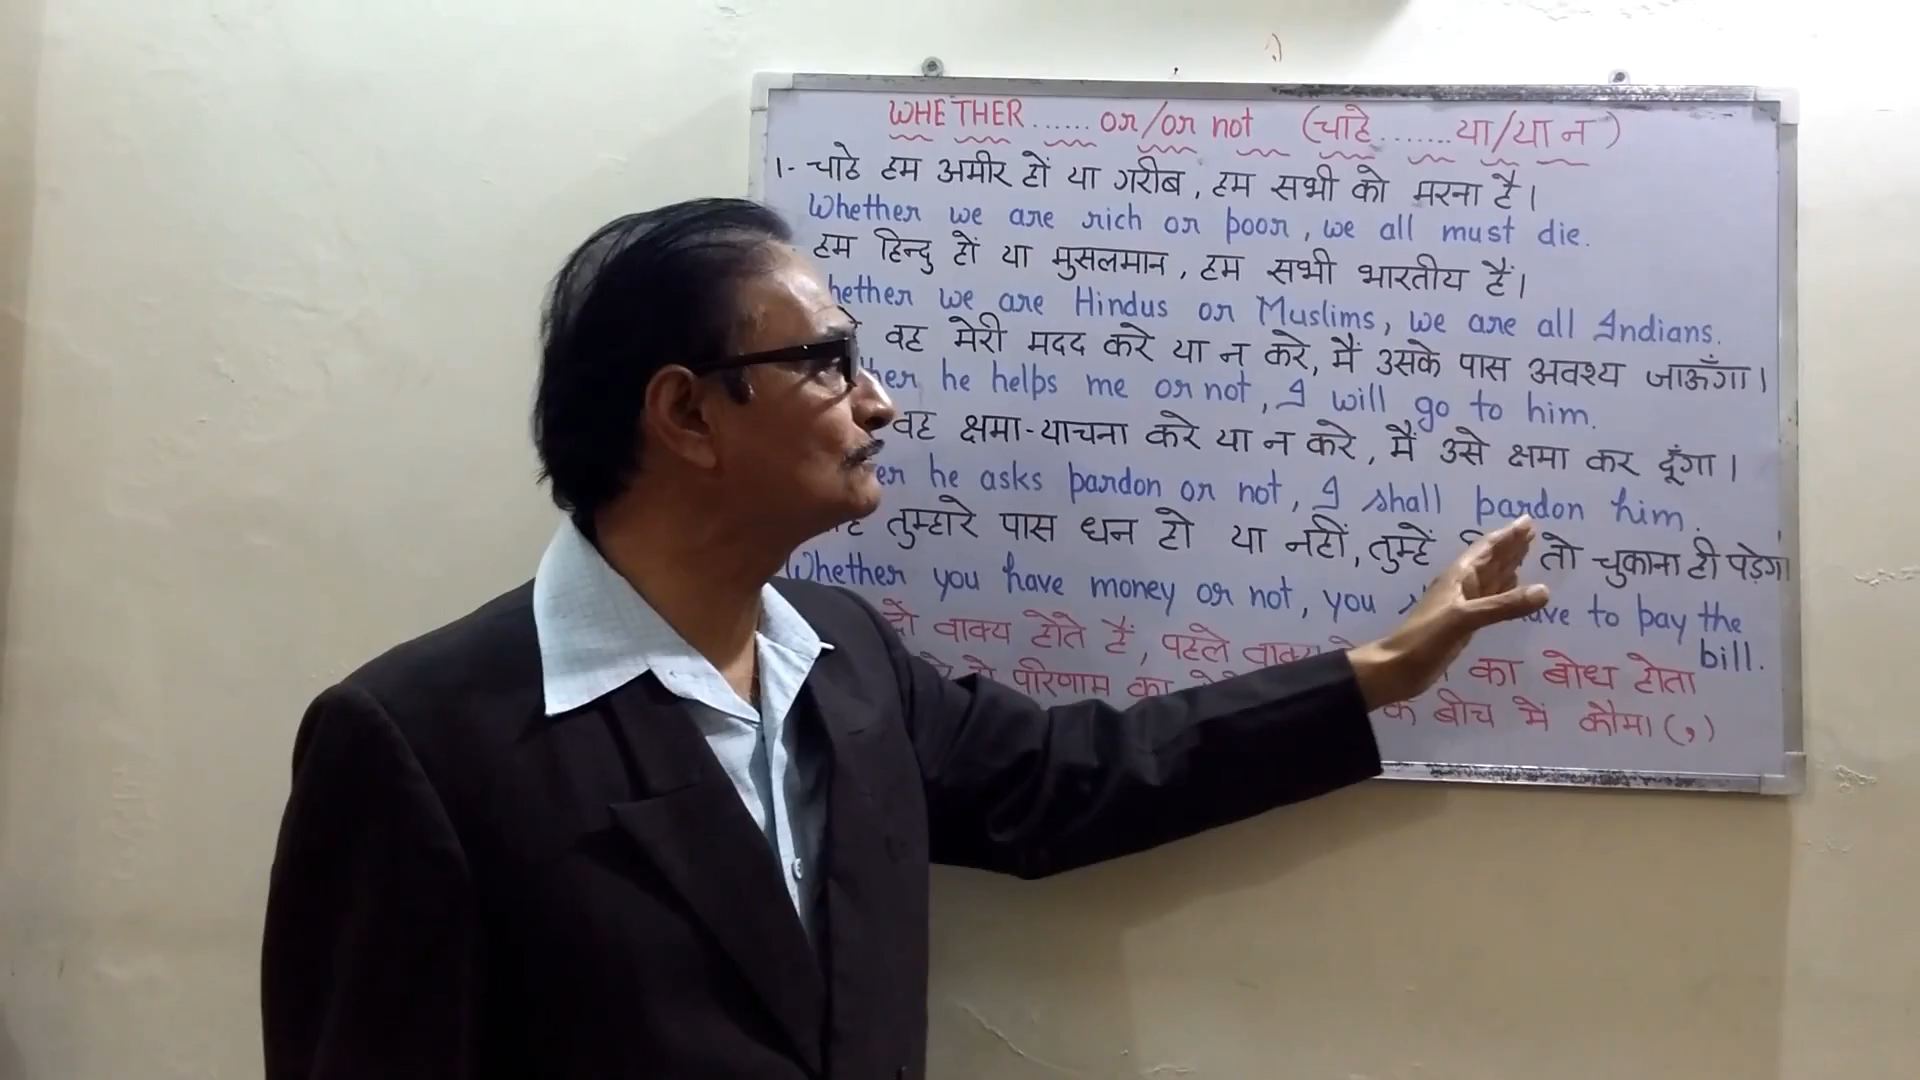 WHETHER ...... or/or not (चाहे ....... या/या न)
1- चाहे हम अमीर हों या गरीब, हम सभी को मरना है।
Whether we are rich or poor, we all must die.
हम हिन्दु हों या मुसलमान, हम सभी भारतीय हैं।
hether we are Hindus or Muslims, we are all Indians.
वह मेरी मदद करे या न करे, मैं उसके पास अवश्य जाऊँगा।
her he helps me or not, I will go to him.
वह क्षमा-याचना करे या न करे, मैं उसे क्षमा कर दूँगा।
er he asks pardon or not, I shall pardon him.
तुम्हारे पास धन हो या नहीं, तुम्हें तो चुकाना ही पड़ेगा
Whether you have money or not, you ave to pay the
bill.
दो वाक्य होते हैं, पहले वाक्य का बोध होता
परिणाम का के बीच में कौमा (,)